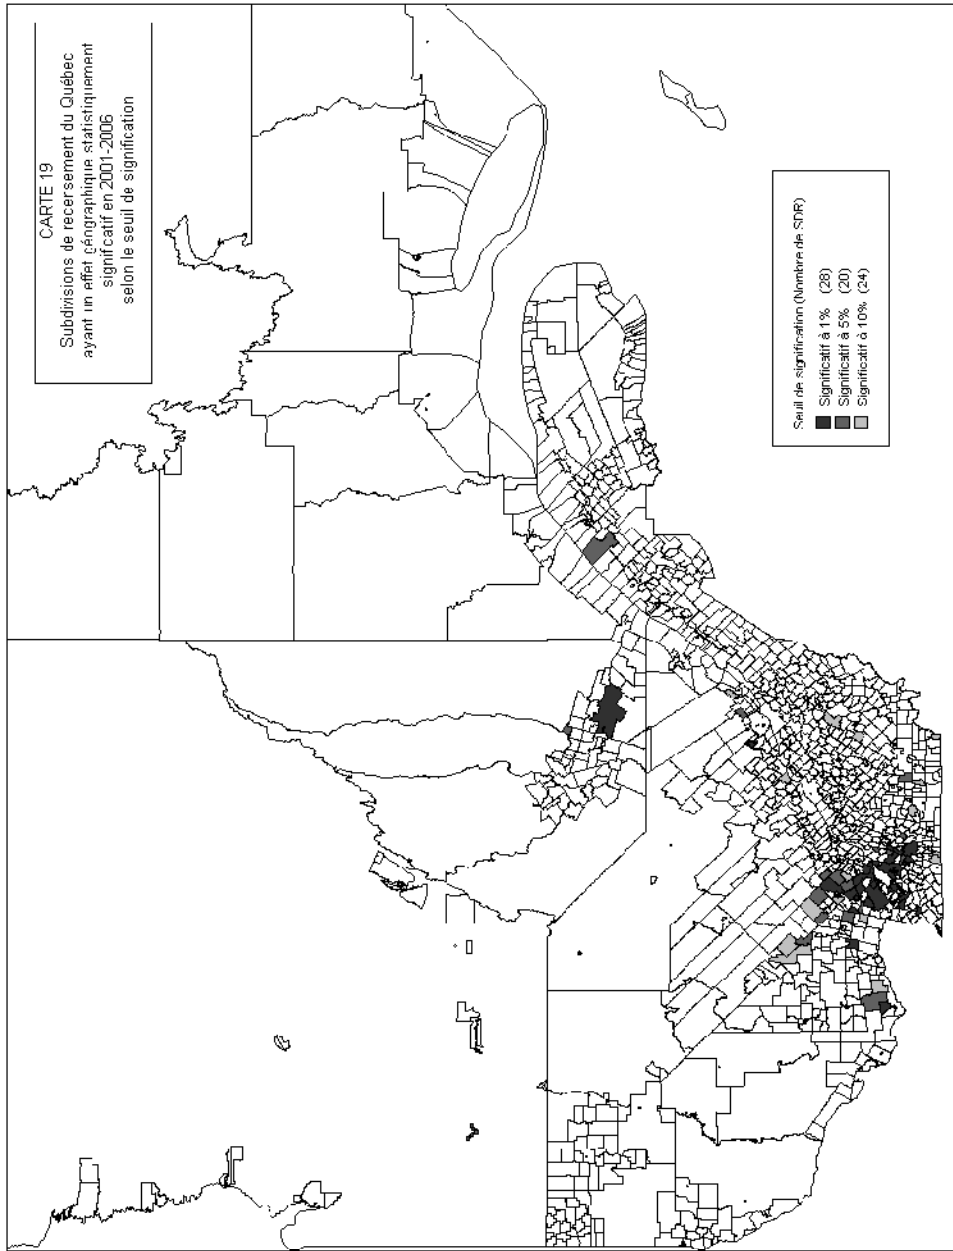 CARTE 19
Subdivisions de recensement du Québec
ayant un effet géographique statistiquement
significatif en 2001-2006
selon le seuil de signification
Seuil de signification (Nombre de SDR)
Significatif à 1% (28)
Significatif à 5% (20)
Significatif à 10% (24)